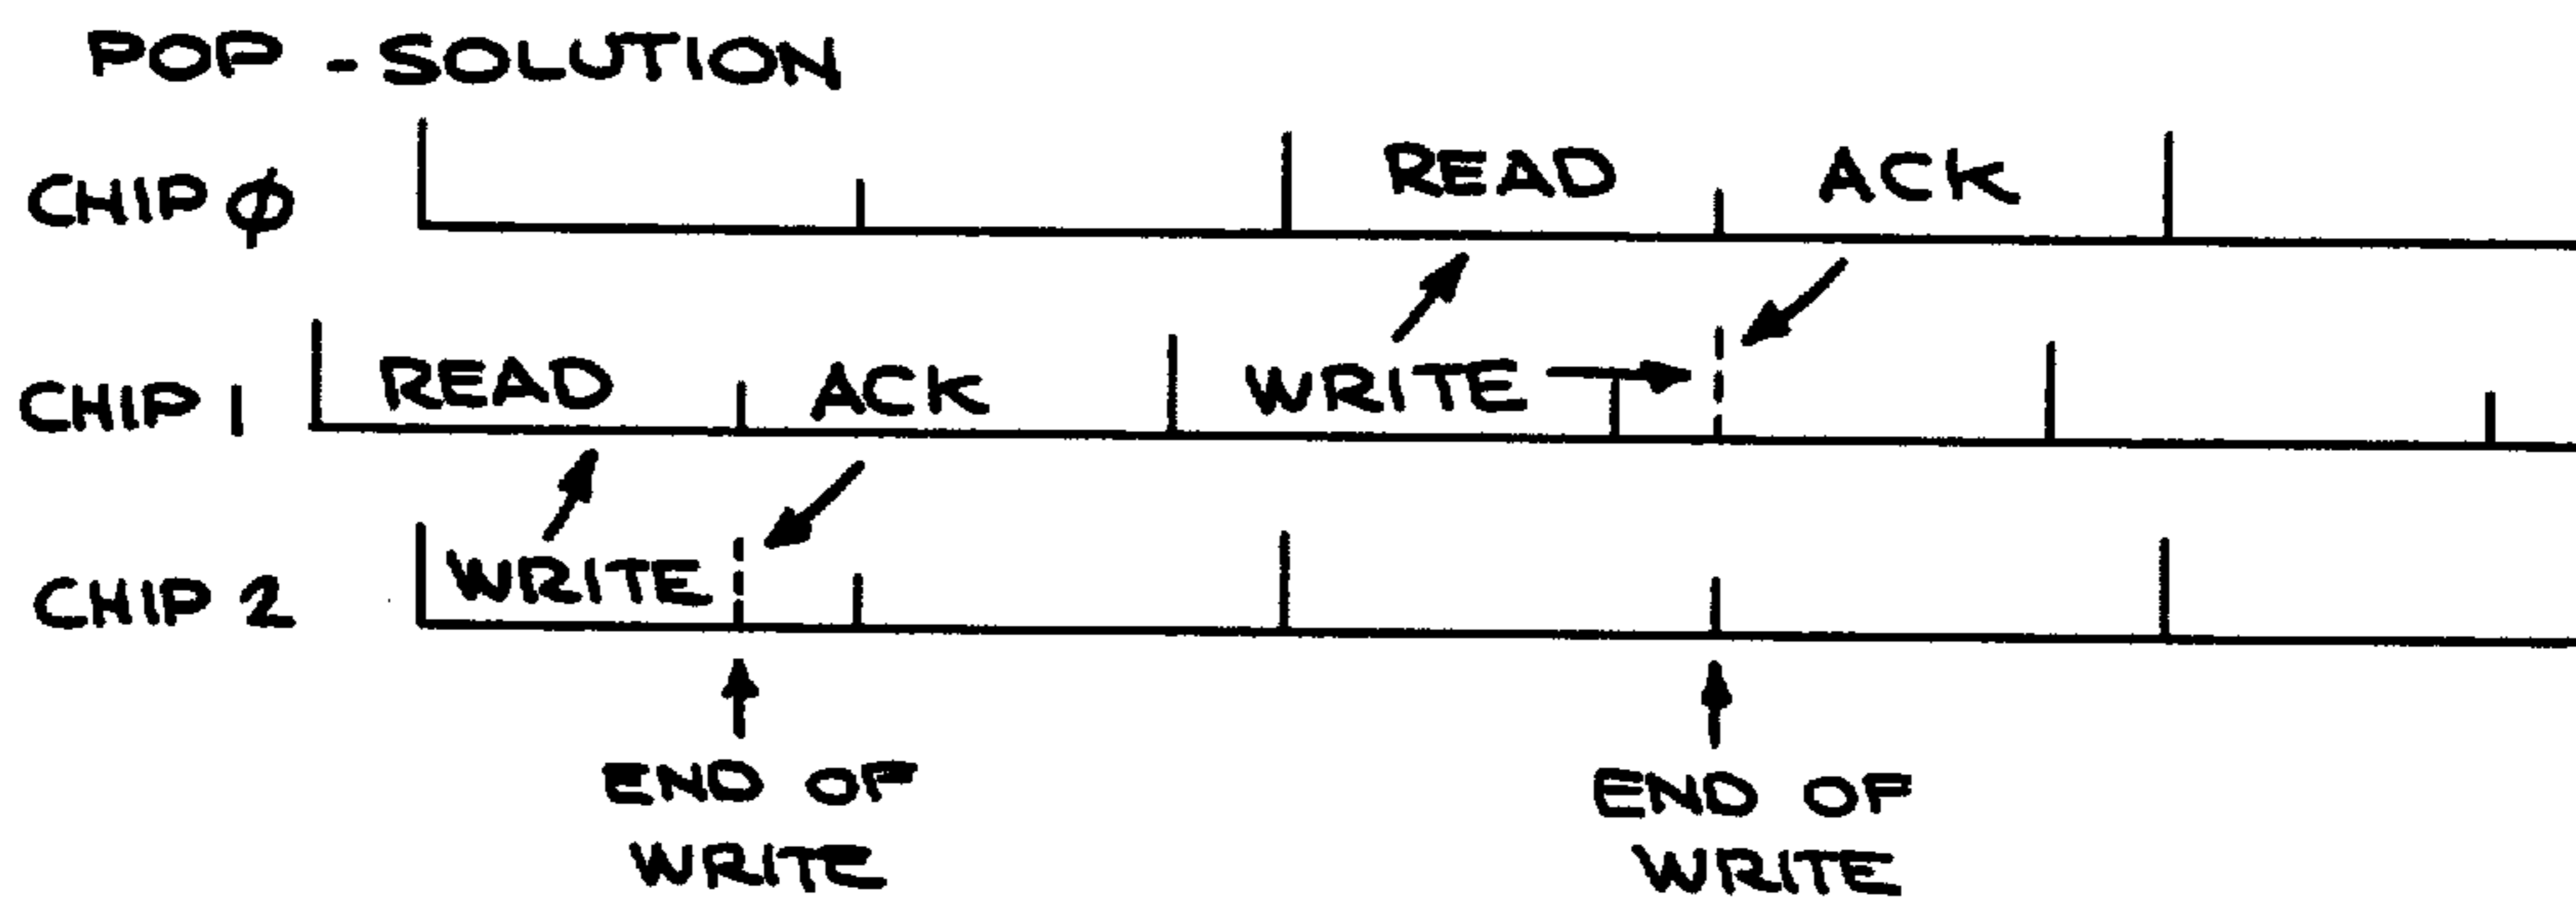 POP - SOLUTION
CHIP Ø READ ACK
CHIP 1 READ ACK WRITE
CHIP 2 WRITE
END OF WRITE
END OF WRITE